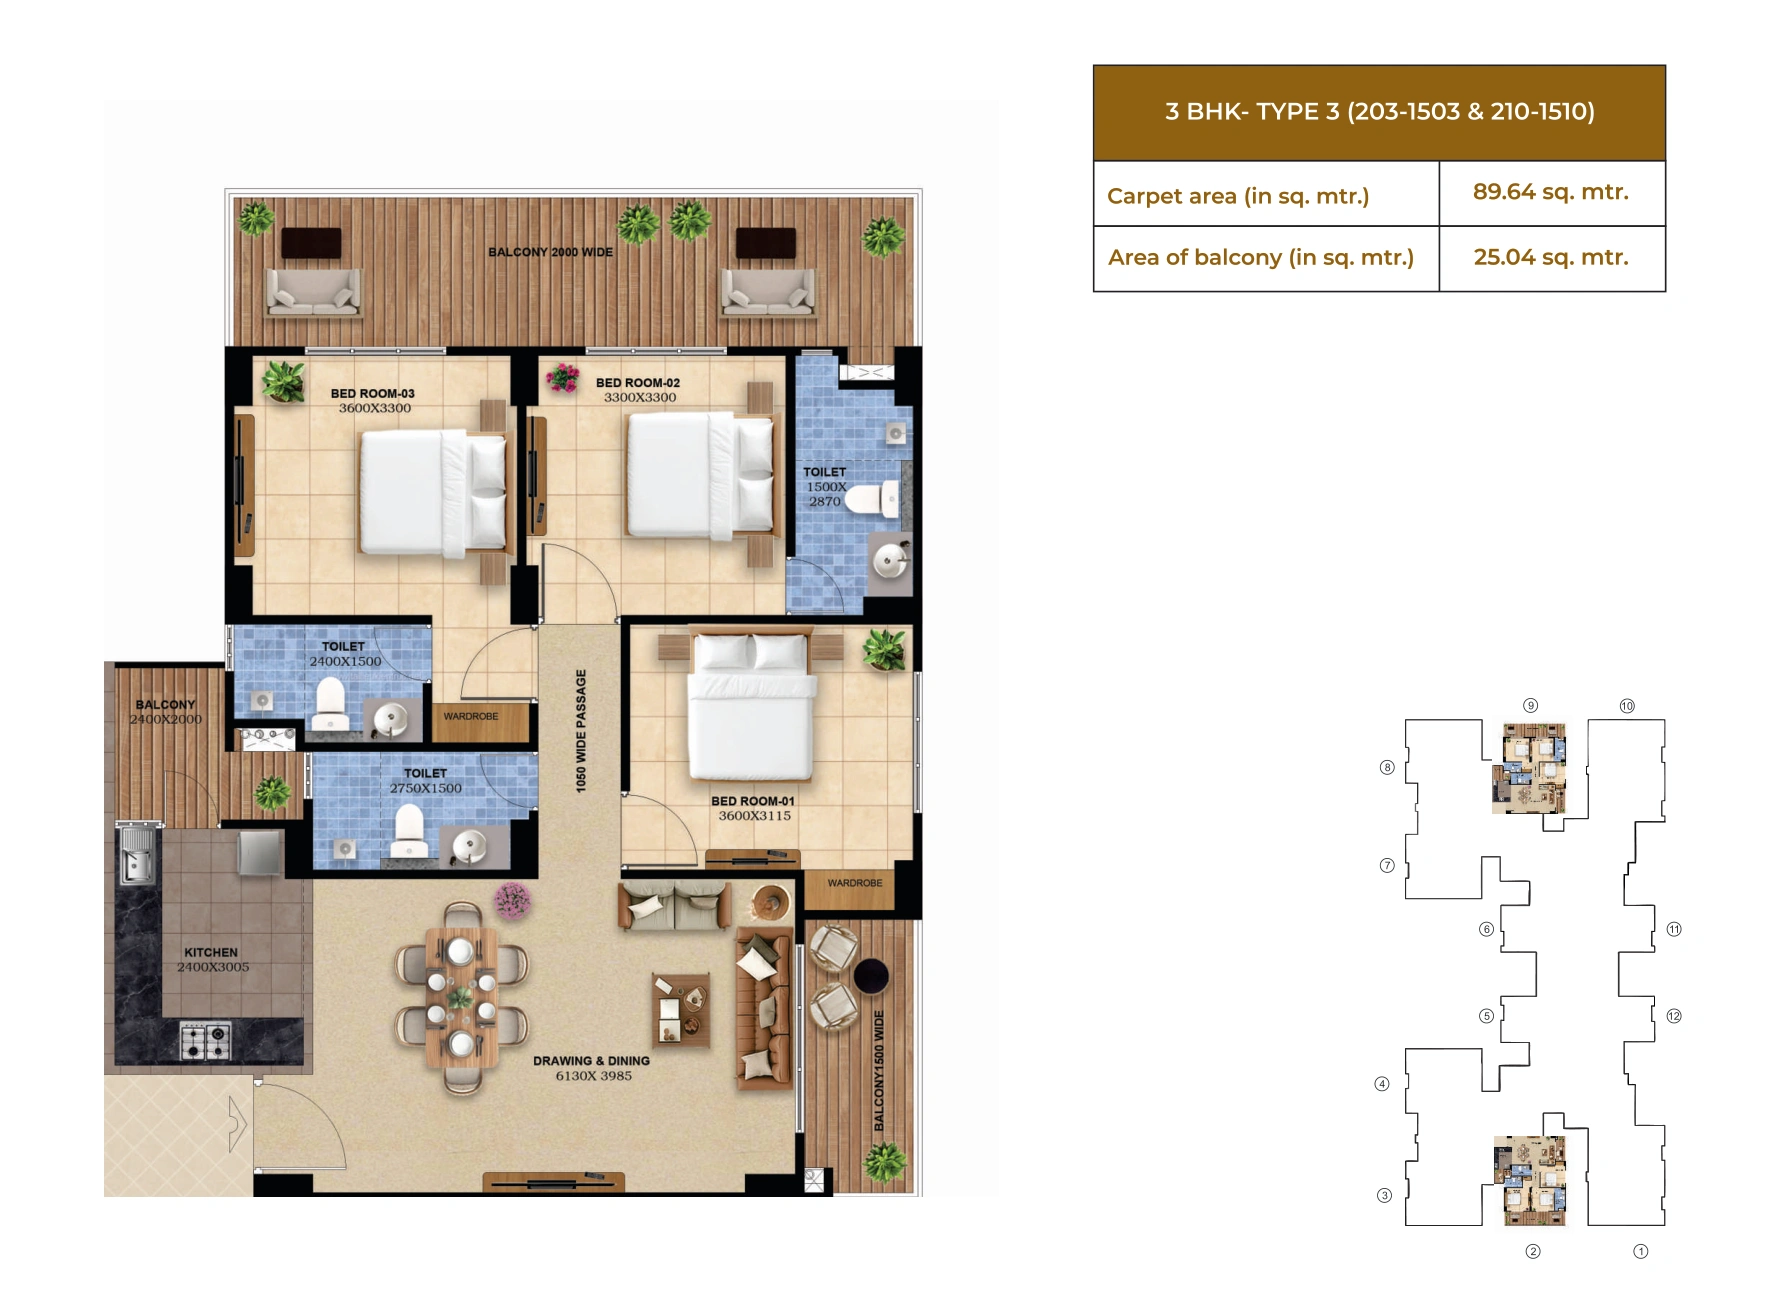 3 BHK- TYPE 3 (203-1503 & 210-1510)
Carpet area (in sq. mtr.) 89.64 sq. mtr.
Area of balcony (in sq. mtr.) 25.04 sq. mtr.
BALCONY 2000 WIDE
BED ROOM-03
3600X3300
BED ROOM-02
3300X3300
TOILET
1500X
2870
TOILET
2400X1500
BALCONY
2400X2000
WARDROBE
1050 WIDE PASSAGE
TOILET
2750X1500
BED ROOM-01
3600X3115
WARDROBE
KITCHEN
2400X3005
DRAWING & DINING
6130X 3985
BALCONY1500 WIDE
9
10
8
7
6
11
5
12
4
3
2
1